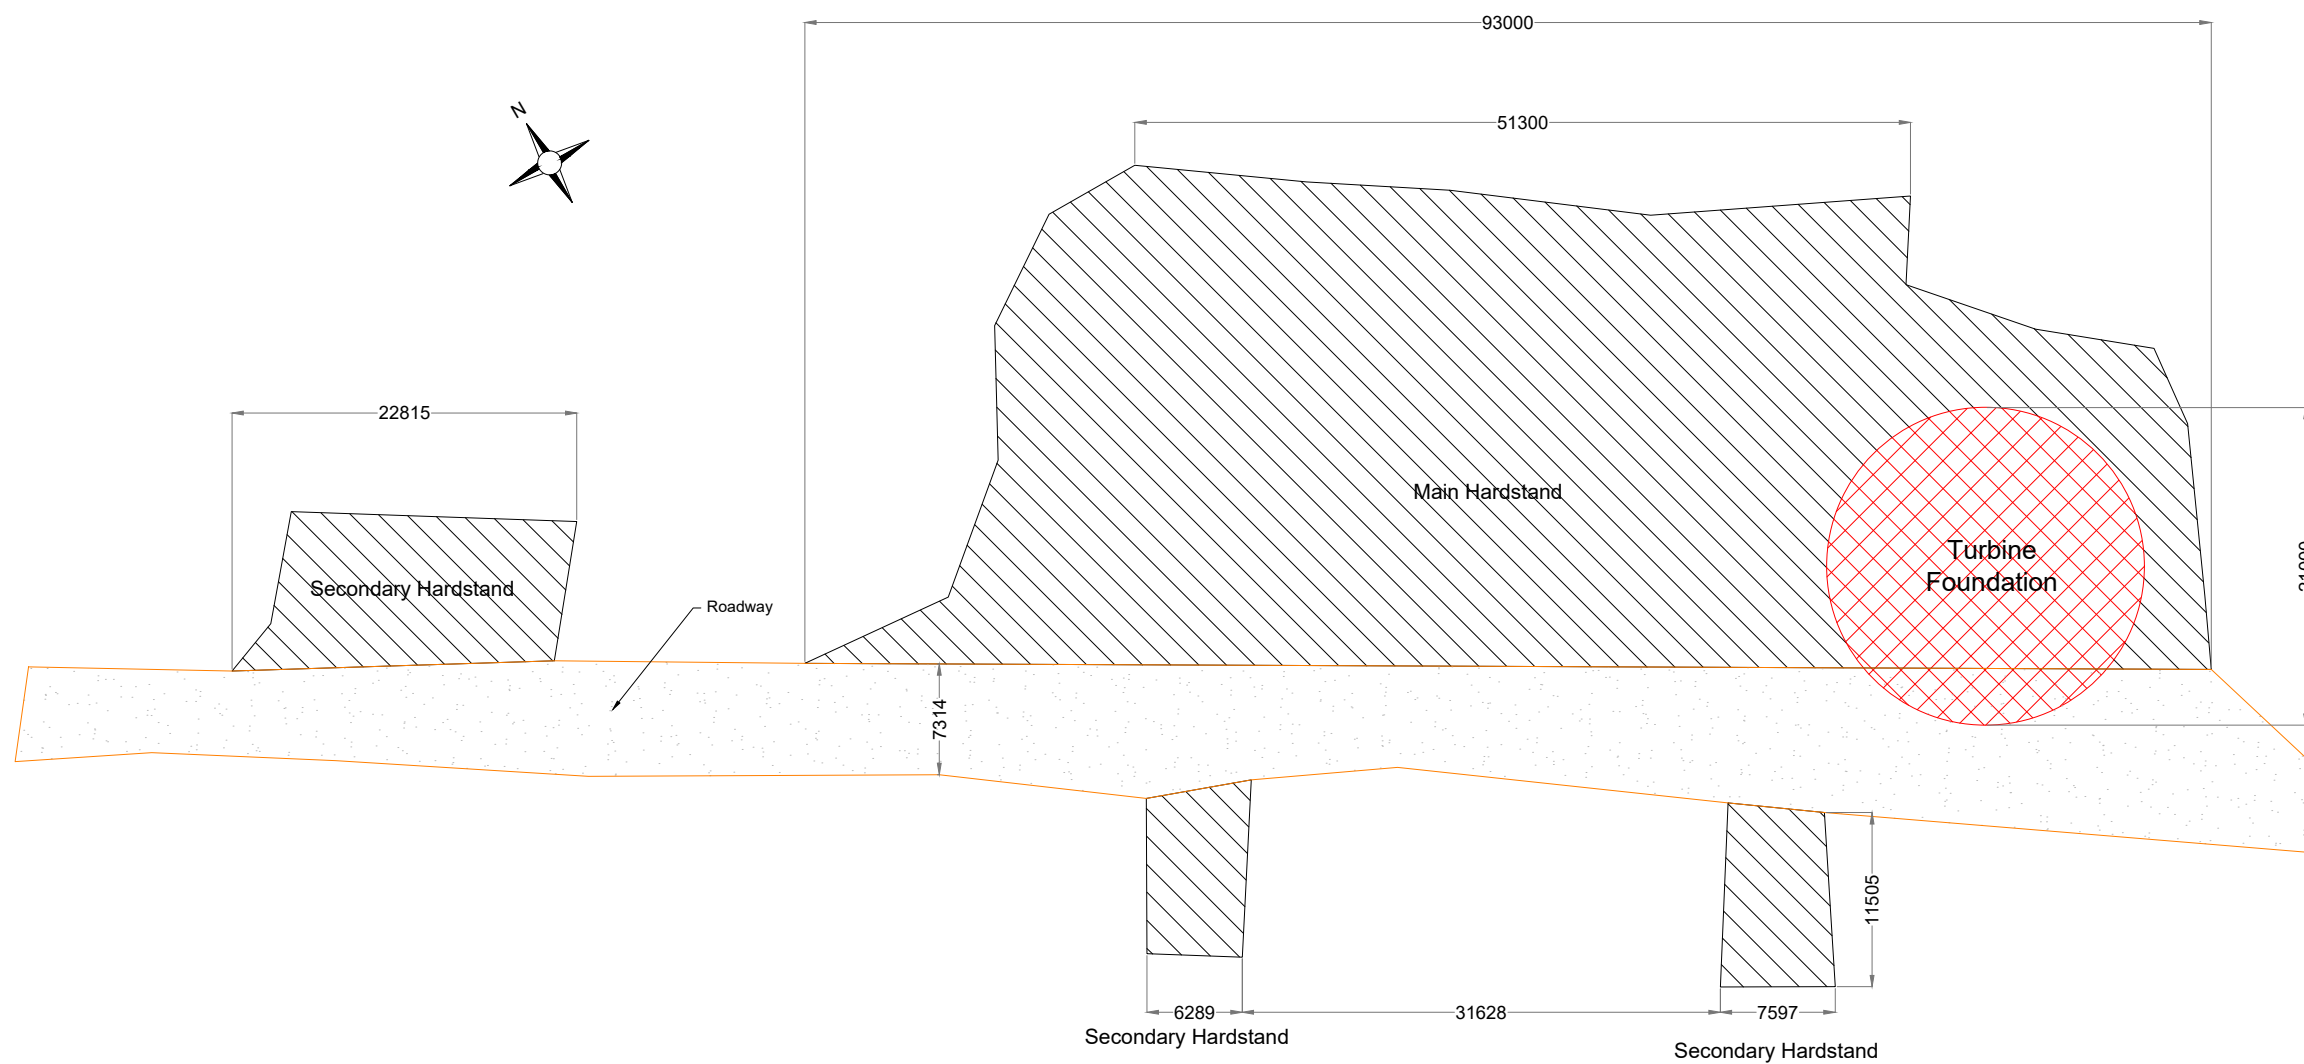 93000
N
51300
22815
Main Hardstand
Turbine
Foundation
Secondary Hardstand
Roadway
7314
11505
6289
31628
7597
Secondary Hardstand
Secondary Hardstand